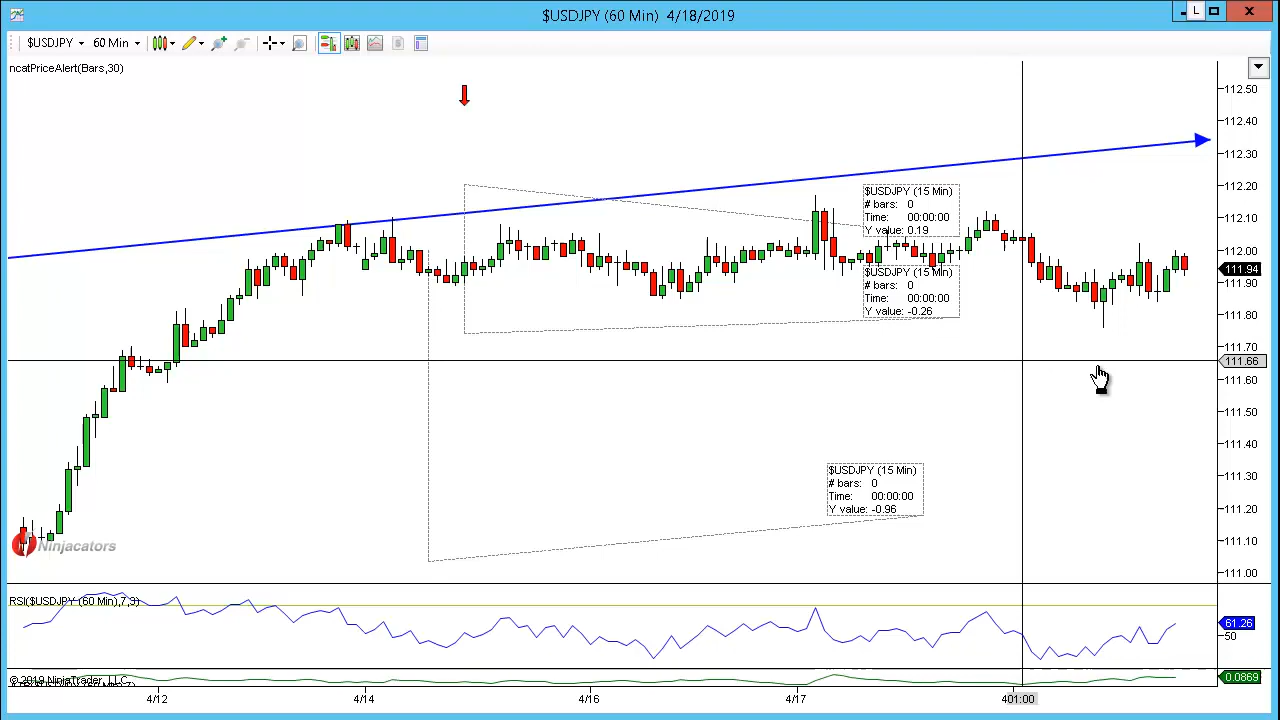 $USDJPY (60 Min)  4/18/2019
L
X
$USDJPY
60 Min
ncatPriceAlert(Bars,30)
112.50
112.40
112.30
112.20
112.10
112.00
111.94
111.90
111.80
111.70
111.66
111.60
111.50
111.40
111.30
111.20
111.10
111.00
$USDJPY (15 Min)
# bars: 0
Time: 00:00:00
Y value: 0.19
$USDJPY (15 Min)
# bars: 0
Time: 00:00:00
Y value: -0.26
$USDJPY (15 Min)
# bars: 0
Time: 00:00:00
Y value: -0.96
Ninjacators
RSI($USDJPY (60 Min),7,3)
61.26
50
© 2019 NinjaTrader, LLC
0.0869
4/12
4/14
4/16
4/17
401:00